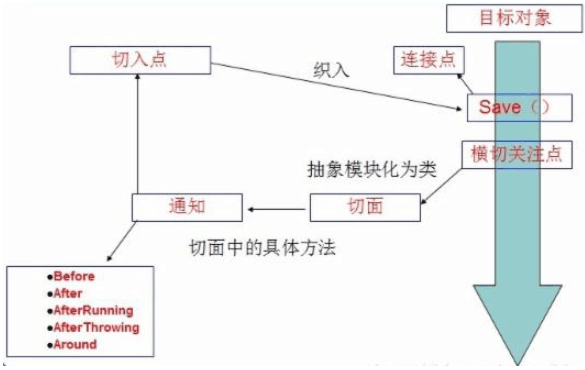 目标对象
切入点
连接点
织入
Save（）
横切关注点
抽象模块化为类
通知
切面
切面中的具体方法
●Before
●After
●AfterRunning
●AfterThrowing
●Around